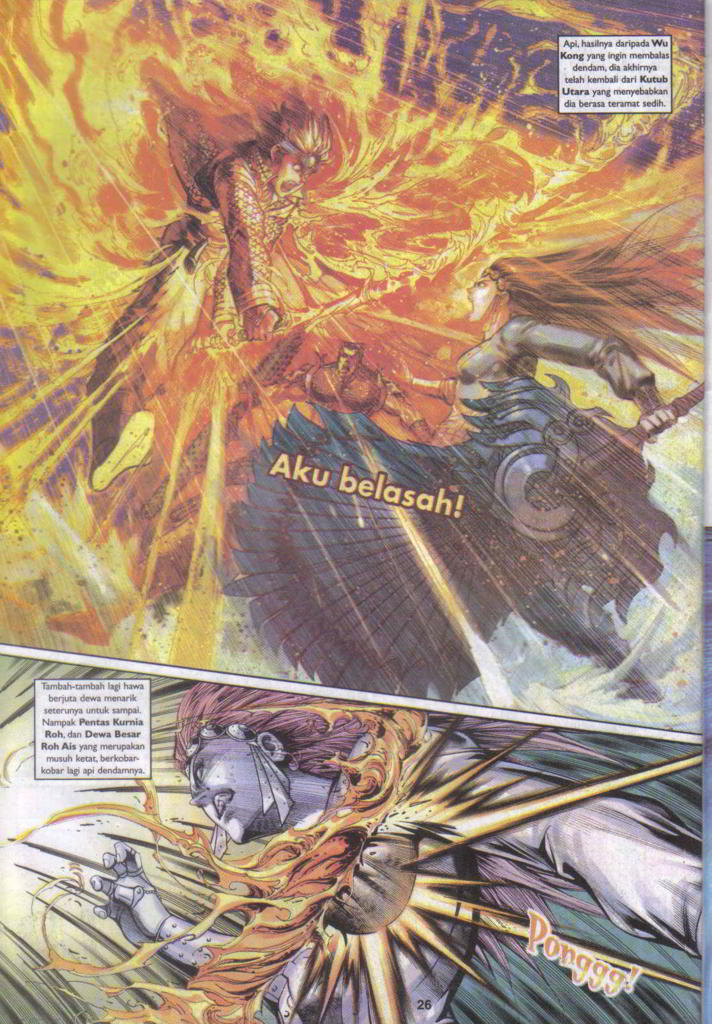 Api, hasilnya daripada Wu
Kong yang ingin membalas
dendam, dia akhirnya
telah kembali dari Kutub
Utara yang menyebabkan
dia berasa teramat sedih.
Aku belasah!
Tambah-tambah lagi hawa
berjuta dewa menarik
seterunya untuk sampai.
Nampak Pentas Kurnia
Roh, dan Dewa Besar
Roh Ais yang merupakan
musuh ketat, berkobar-
kobar lagi api dendamnya.
Ponggg!
26